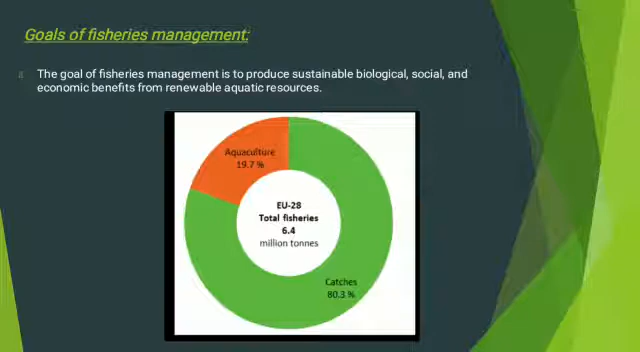 Goals of fisheries management:
The goal of fisheries management is to produce sustainable biological, social, and
economic benefits from renewable aquatic resources.
Aquaculture
19.7 %
EU-28
Total fisheries
6.4
million tonnes
Catches
80.3 %